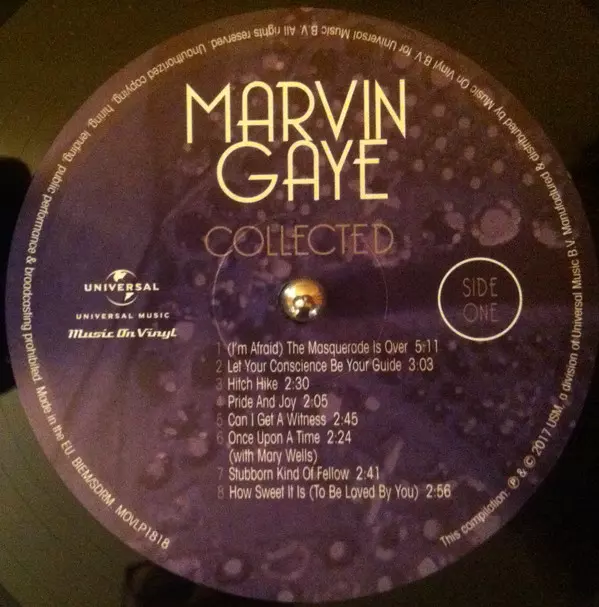 MARVIN
GAYE
COLLECTED
UNIVERSAL
UNIVERSAL MUSIC
Music On Vinyl
SIDE
ONE
1 (I'm Afraid) The Masquerade Is Over 5:11
2 Let Your Conscience Be Your Guide 3:03
3 Hitch Hike 2:30
4 Pride And Joy 2:05
5 Can I Get A Witness 2:45
6 Once Upon A Time 2:24
(with Mary Wells)
7 Stubborn Kind Of Fellow 2:41
8 How Sweet It Is (To Be Loved By You) 2:56
This compilation: ℗ & © 2017 USM, a division of Universal Music B.V. Manufactured & distributed by Music On Vinyl B.V. for Universal Music B.V. All rights reserved. Unauthorized copying, hiring, lending, public performance & broadcasting prohibited. Made in the EU. BIEM/SDRM. MOVLP1818